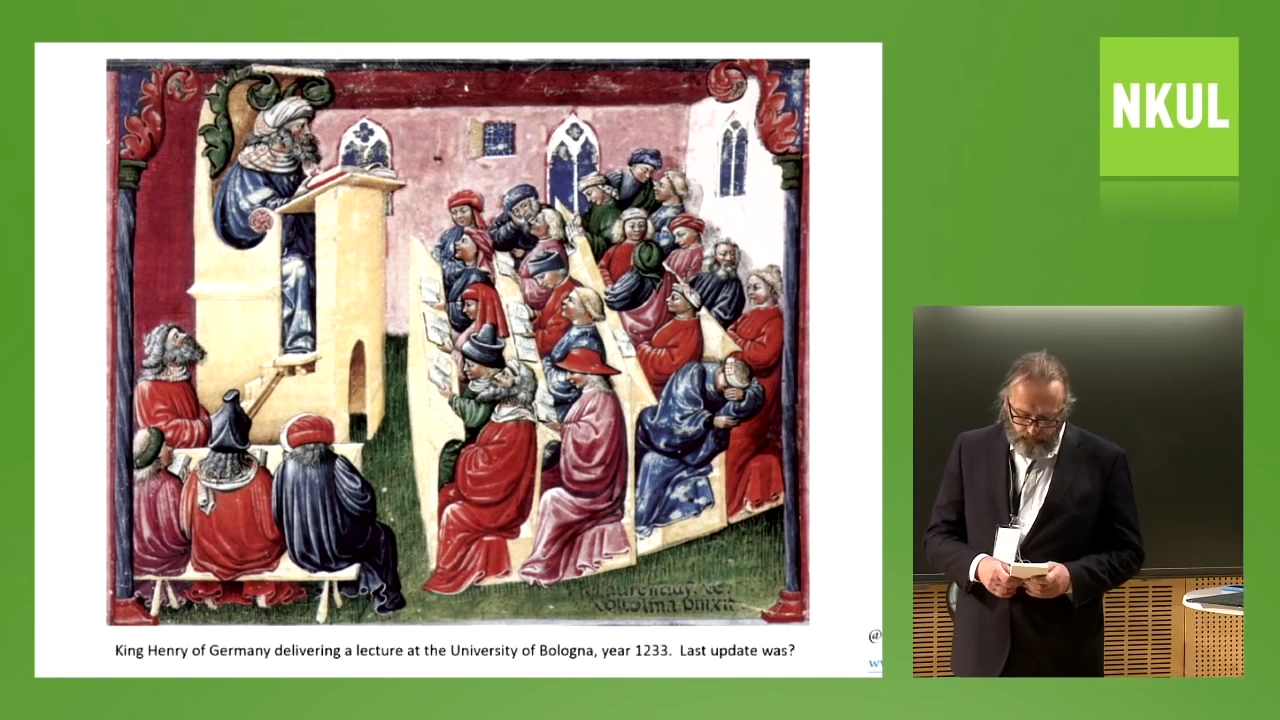 NKUL
King Henry of Germany delivering a lecture at the University of Bologna, year 1233.  Last update was?
@